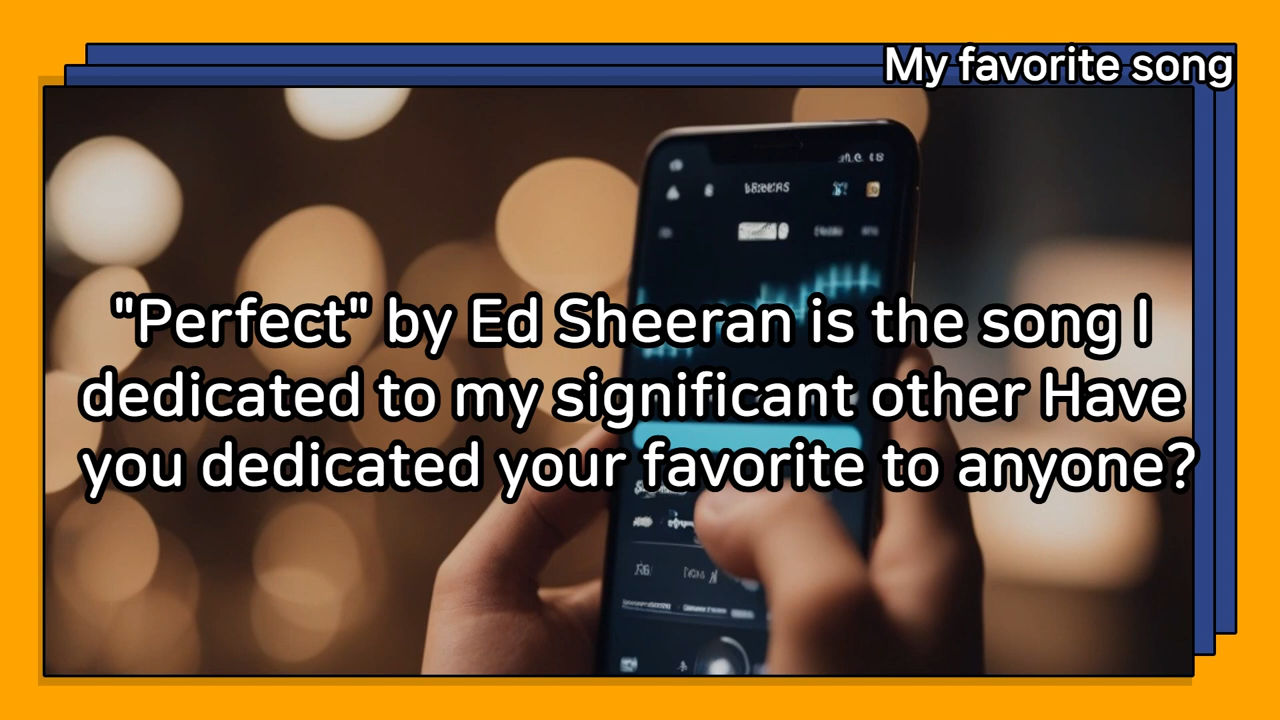 My favorite song
"Perfect" by Ed Sheeran is the song I
dedicated to my significant other Have
you dedicated your favorite to anyone?